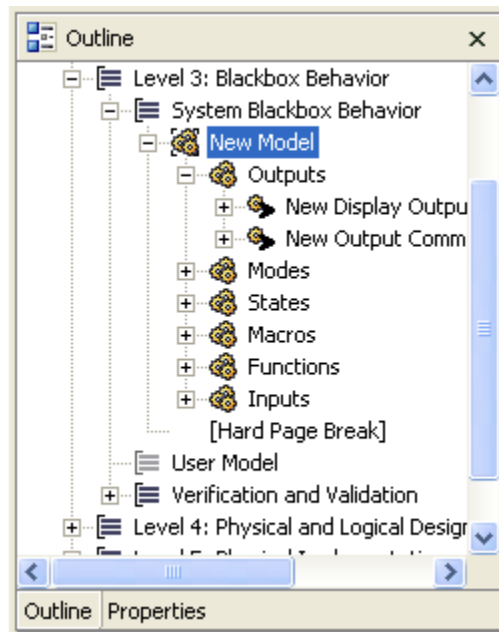 Outline
Level 3: Blackbox Behavior
System Blackbox Behavior
New Model
Outputs
New Display Outpu
New Output Comm
Modes
States
Macros
Functions
Inputs
[Hard Page Break]
User Model
Verification and Validation
Level 4: Physical and Logical Design
Outline Properties